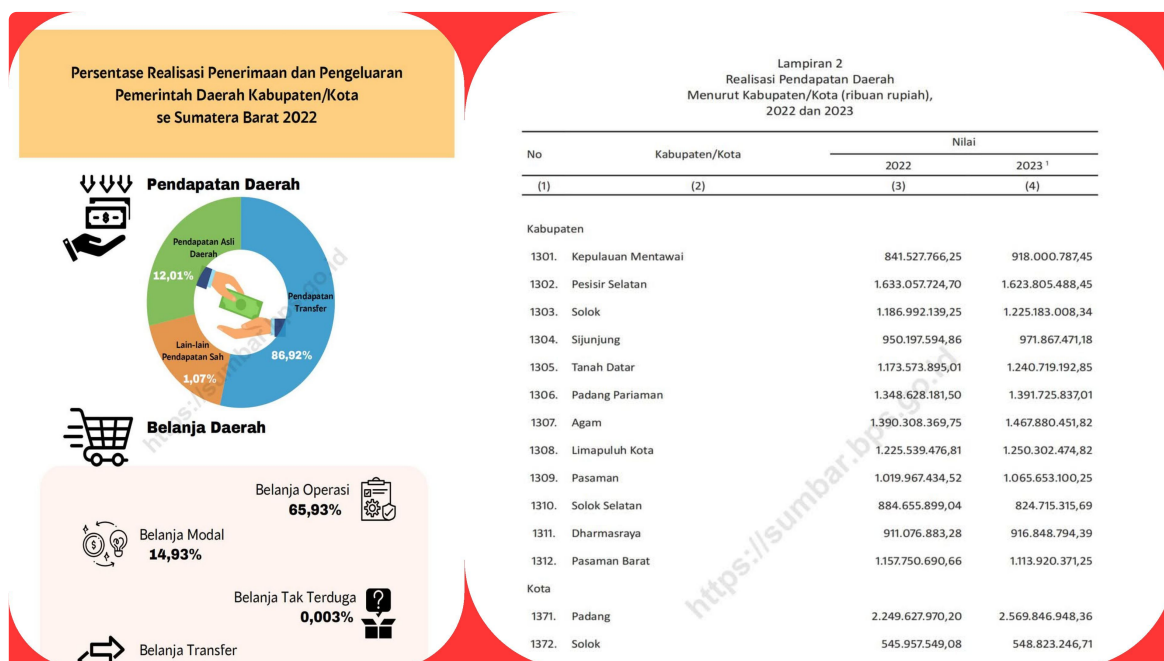 Persentase Realisasi Penerimaan dan Pengeluaran
Pemerintah Daerah Kabupaten/Kota
se Sumatera Barat 2022
Pendapatan Daerah
Pendapatan Asli
Daerah
12,01%
Pendapatan
Transfer
86,92%
Lain-lain
Pendapatan Sah
1,07%
https://sumbar.bps.go.id
Belanja Daerah
Belanja Operasi
65,93%
Belanja Modal
14,93%
Belanja Tak Terduga
0,003%
Belanja Transfer
Lampiran 2
Realisasi Pendapatan Daerah
Menurut Kabupaten/Kota (ribuan rupiah),
2022 dan 2023
No Kabupaten/Kota Nilai
2022 2023 ¹
(1) (2) (3) (4)
Kabupaten
1301. Kepulauan Mentawai 841.527.766,25 918.000.787,45
1302. Pesisir Selatan 1.633.057.724,70 1.623.805.488,45
1303. Solok 1.186.992.139,25 1.225.183.008,34
1304. Sijunjung 950.197.594,86 971.867.471,18
1305. Tanah Datar 1.173.573.895,01 1.240.719.192,85
1306. Padang Pariaman 1.348.628.181,50 1.391.725.837,01
1307. Agam 1.390.308.369,75 1.467.880.451,82
1308. Limapuluh Kota 1.225.539.476,81 1.250.302.474,82
1309. Pasaman 1.019.967.434,52 1.065.653.100,25
1310. Solok Selatan 884.655.899,04 824.715.315,69
1311. Dharmasraya 911.076.883,28 916.848.794,39
1312. Pasaman Barat 1.157.750.690,66 1.113.920.371,25
Kota
1371. Padang 2.249.627.970,20 2.569.846.948,36
1372. Solok 545.957.549,08 548.823.246,71
https://sumbar.bps.go.id